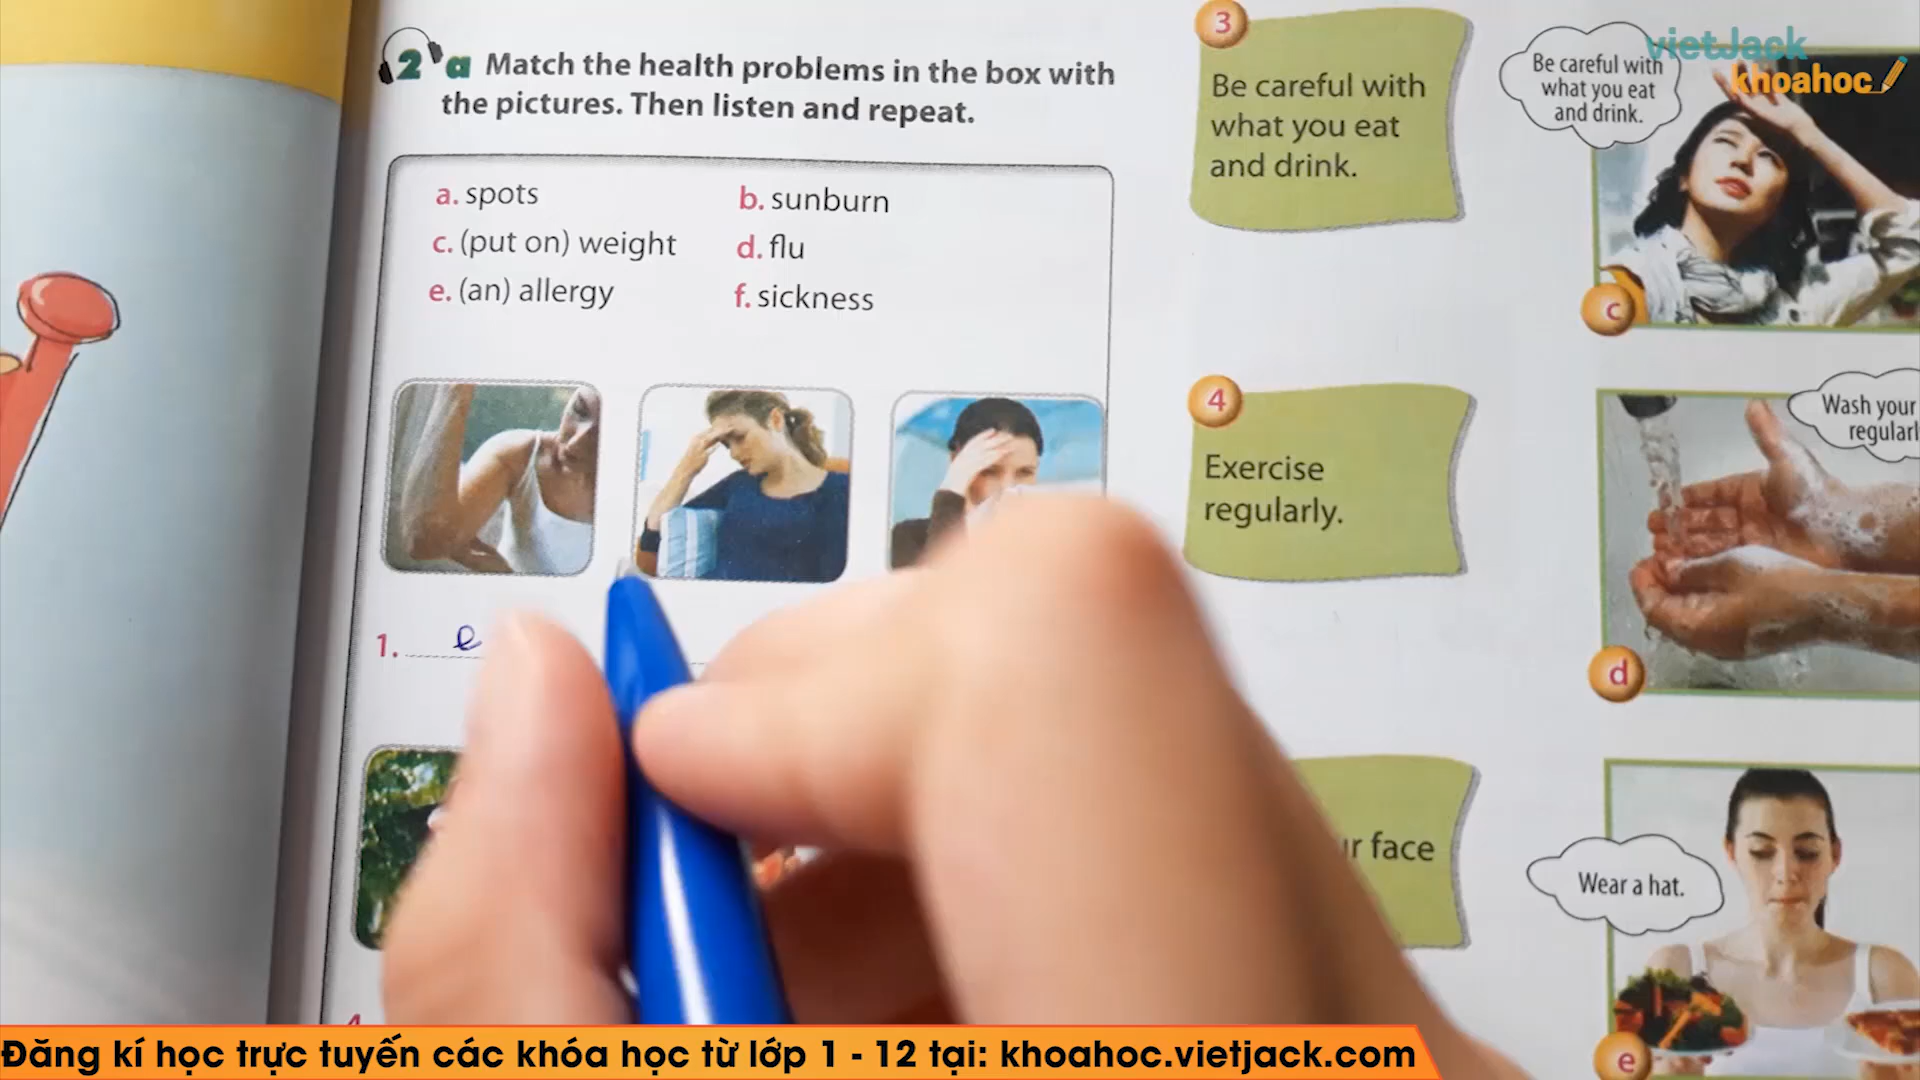 2 a Match the health problems in the box with
the pictures. Then listen and repeat.
a. spots
b. sunburn
c. (put on) weight
d. flu
e. (an) allergy
f. sickness
1. e
3
Be careful with
what you eat
and drink.
4
Exercise
regularly.
face
vietJack
khoahoc
Be careful with
what you eat
and drink.
c
Wash your
d
Wear a hat.
e
Đăng kí học trực tuyến các khóa học từ lớp 1 - 12 tại: khoahoc.vietjack.com